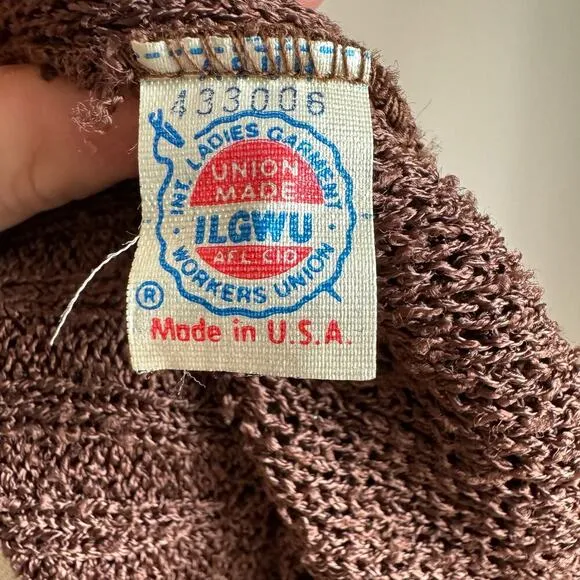 433006
INT. LADIES GARMENT
UNION
MADE
ILGWU
AFL CIO
WORKERS UNION
®
Made in U.S.A.